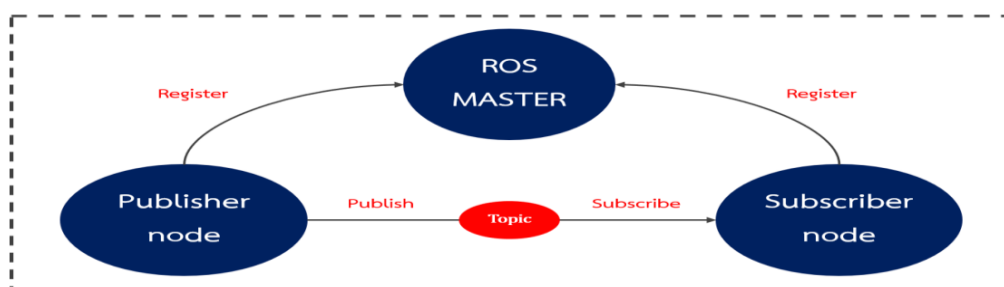 ROS
MASTER
Register
Register
Publisher
node
Publish
Topic
Subscribe
Subscriber
node